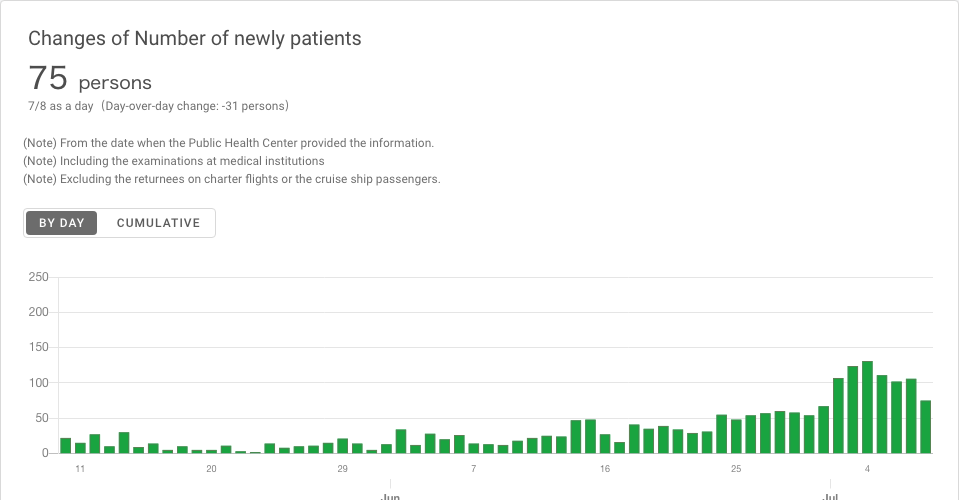 Changes of Number of newly patients
75 persons
7/8 as a day（Day-over-day change: -31 persons）
(Note) From the date when the Public Health Center provided the information.
(Note) Including the examinations at medical institutions
(Note) Excluding the returnees on charter flights or the cruise ship passengers.
BY DAY CUMULATIVE
250
200
150
100
50
0
11 20 29 7 16 25 4
Jun Jul